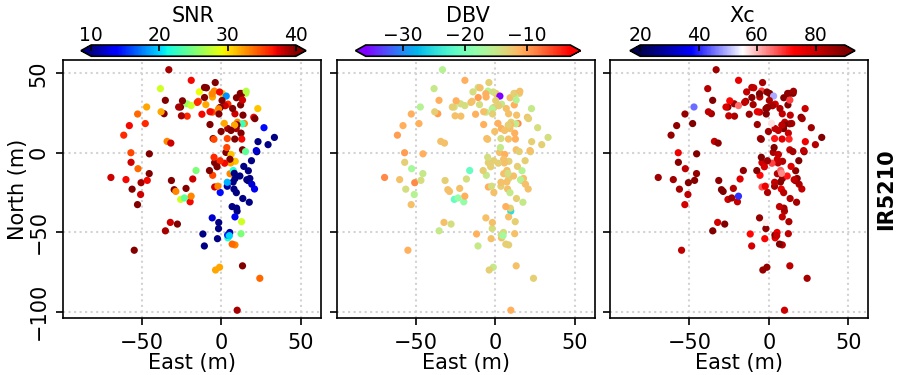 SNR DBV Xc
10 20 30 40 −30 −20 −10 20 40 60 80
50
0
−50
−100
North (m)
IR5210
−50 0 50 −50 0 50 −50 0 50
East (m) East (m) East (m)